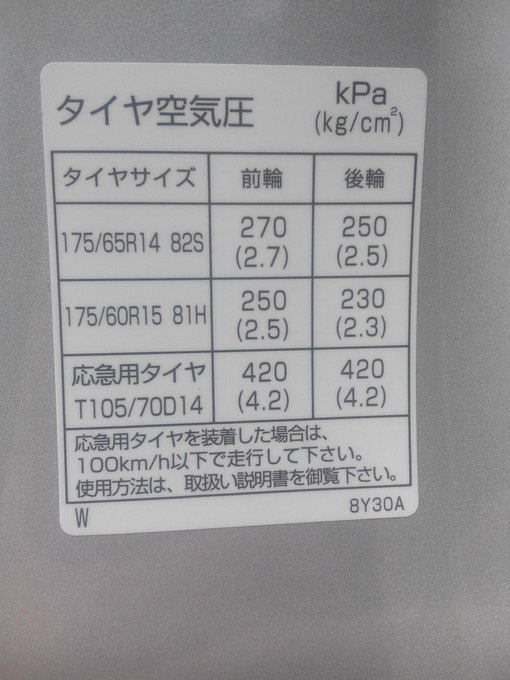 タイヤ空気圧 kPa
(kg/cm²)
タイヤサイズ 前輪 後輪
175/65R14 82S 270 (2.7) 250 (2.5)
175/60R15 81H 250 (2.5) 230 (2.3)
応急用タイヤ 420 420
T105/70D14 (4.2) (4.2)
応急用タイヤを装着した場合は、
100km/h以下で走行して下さい。
使用方法は、取扱い説明書を御覧下さい。
W 8Y30A